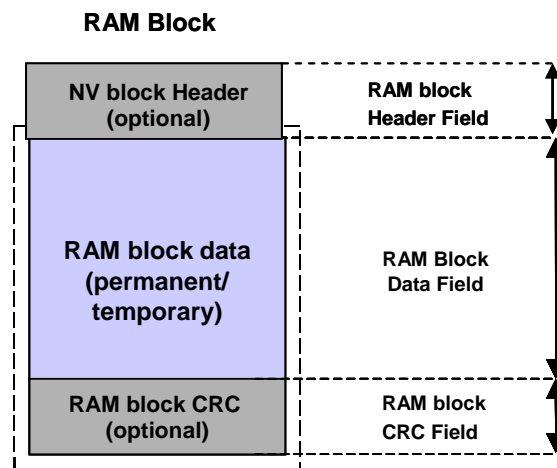 RAM Block
NV block Header
(optional)
RAM block
Header Field
RAM block data
(permanent/
temporary)
RAM Block
Data Field
RAM block CRC
(optional)
RAM block
CRC Field